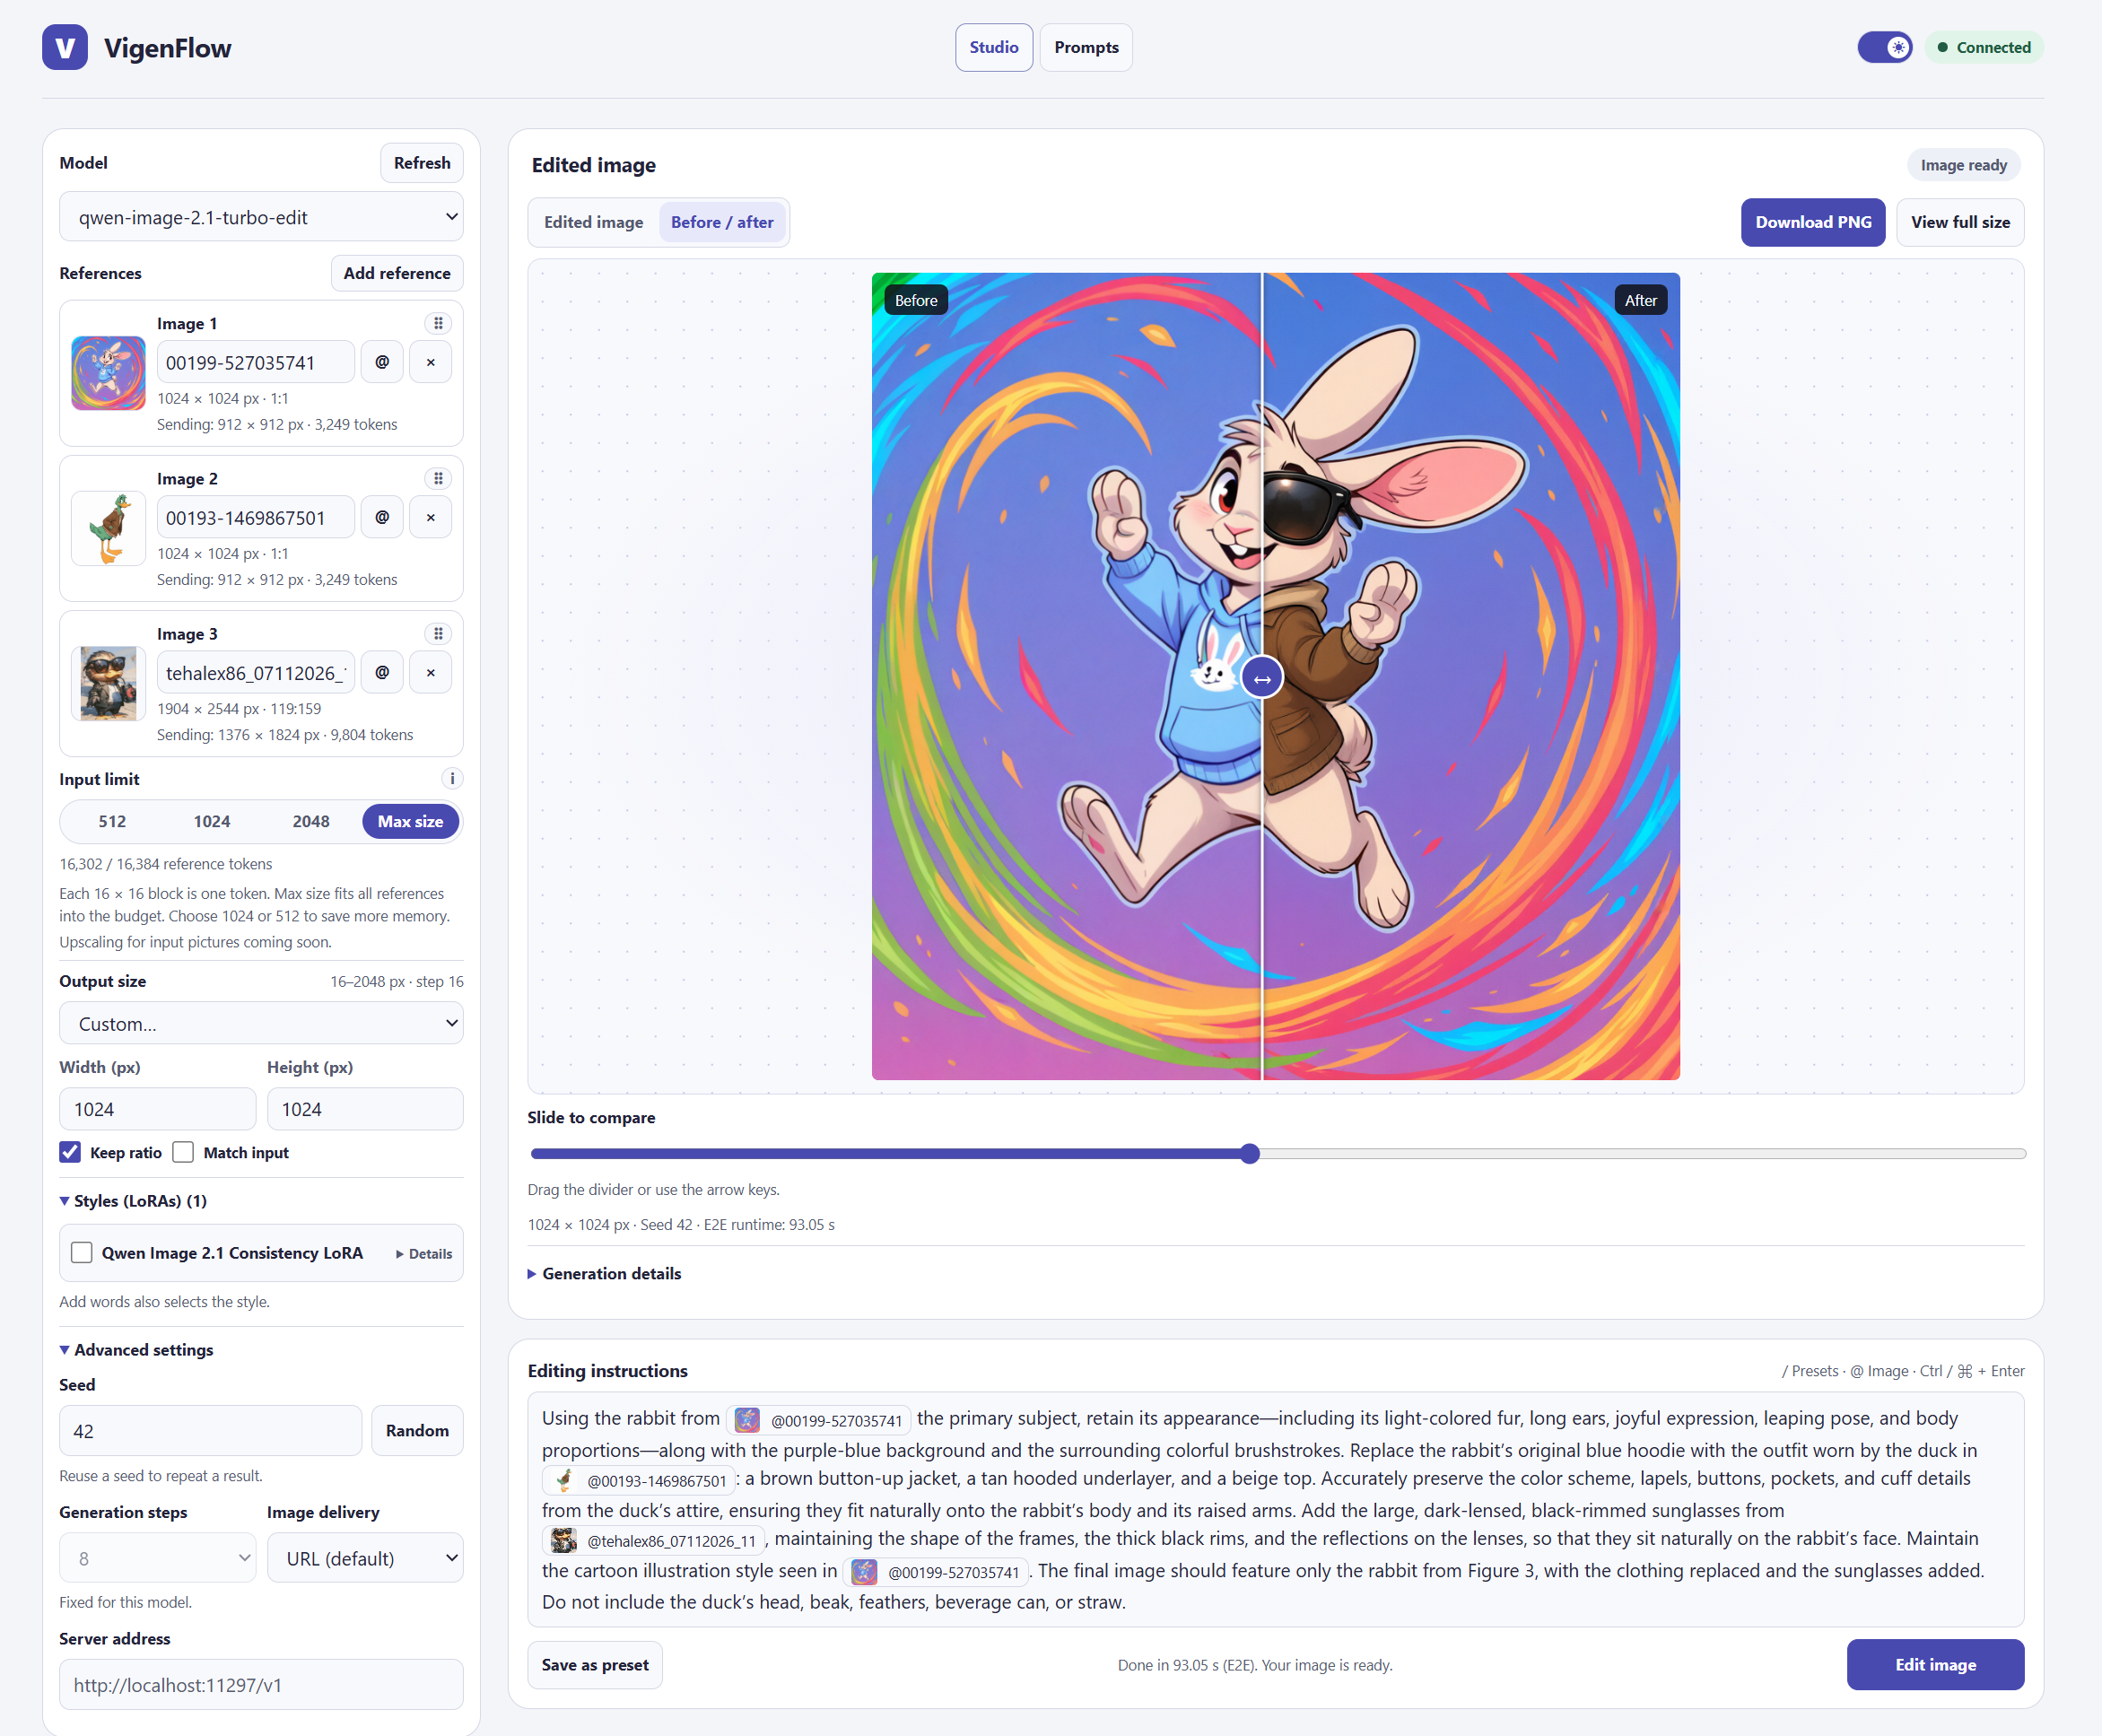 V VigenFlow
Studio
Prompts
Connected
Model
Refresh
qwen-image-2.1-turbo-edit
References
Add reference
Image 1
00199-527035741
@
×
1024 × 1024 px · 1:1
Sending: 912 × 912 px · 3,249 tokens
Image 2
00193-1469867501
@
×
1024 × 1024 px · 1:1
Sending: 912 × 912 px · 3,249 tokens
Image 3
tehalex86_07112026_
@
×
1904 × 2544 px · 119:159
Sending: 1376 × 1824 px · 9,804 tokens
Input limit
i
512
1024
2048
Max size
16,302 / 16,384 reference tokens
Each 16 × 16 block is one token. Max size fits all references
into the budget. Choose 1024 or 512 to save more memory.
Upscaling for input pictures coming soon.
Output size
16–2048 px · step 16
Custom...
Width (px)
Height (px)
1024
1024
Keep ratio
Match input
Styles (LoRAs) (1)
Qwen Image 2.1 Consistency LoRA
Details
Add words also selects the style.
Advanced settings
Seed
42
Random
Reuse a seed to repeat a result.
Generation steps
Image delivery
8
URL (default)
Fixed for this model.
Server address
http://localhost:11297/v1
Edited image
Image ready
Edited image
Before / after
Download PNG
View full size
Before
After
Slide to compare
Drag the divider or use the arrow keys.
1024 × 1024 px · Seed 42 · E2E runtime: 93.05 s
Generation details
Editing instructions
/ Presets · @ Image · Ctrl / ⌘ + Enter
Using the rabbit from @00199-527035741 the primary subject, retain its appearance—including its light-colored fur, long ears, joyful expression, leaping pose, and body
proportions—along with the purple-blue background and the surrounding colorful brushstrokes. Replace the rabbit’s original blue hoodie with the outfit worn by the duck in
@00193-1469867501: a brown button-up jacket, a tan hooded underlayer, and a beige top. Accurately preserve the color scheme, lapels, buttons, pockets, and cuff details
from the duck’s attire, ensuring they fit naturally onto the rabbit’s body and its raised arms. Add the large, dark-lensed, black-rimmed sunglasses from
@tehalex86_07112026_11, maintaining the shape of the frames, the thick black rims, and the reflections on the lenses, so that they sit naturally on the rabbit’s face. Maintain
the cartoon illustration style seen in @00199-527035741. The final image should feature only the rabbit from Figure 3, with the clothing replaced and the sunglasses added.
Do not include the duck’s head, beak, feathers, beverage can, or straw.
Save as preset
Done in 93.05 s (E2E). Your image is ready.
Edit image